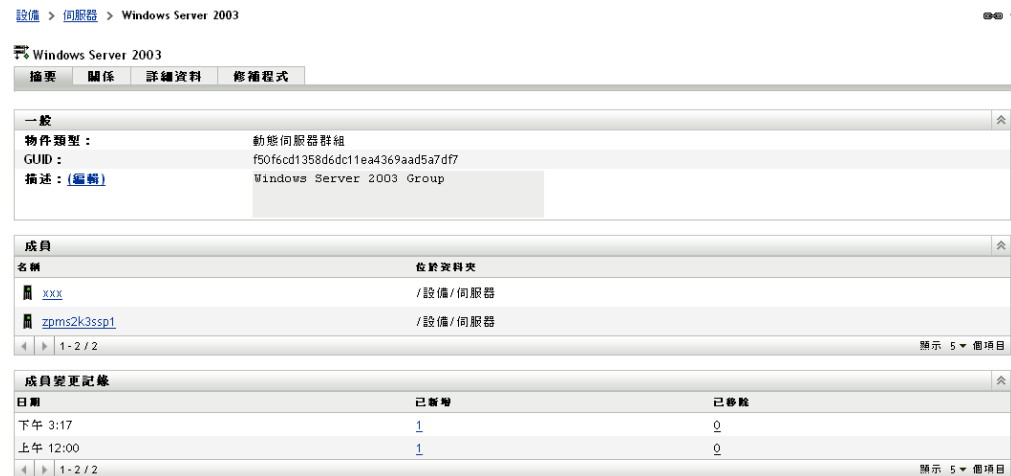 設備 > 伺服器 > Windows Server 2003
Windows Server 2003
摘要 關係 詳細資料 修補程式
一般
物件類型： 動態伺服器群組
GUID： f50f6cd1358d6dc11ea4369aad5a7df7
描述：(編輯) Windows Server 2003 Group
成員
名稱 位於資料夾
xxx /設備/伺服器
zpms2k3ssp1 /設備/伺服器
1 - 2 / 2 顯示 5 個項目
成員變更記錄
日期 已新增 已移除
下午 3:17 1 0
上午 12:00 1 0
1 - 2 / 2 顯示 5 個項目